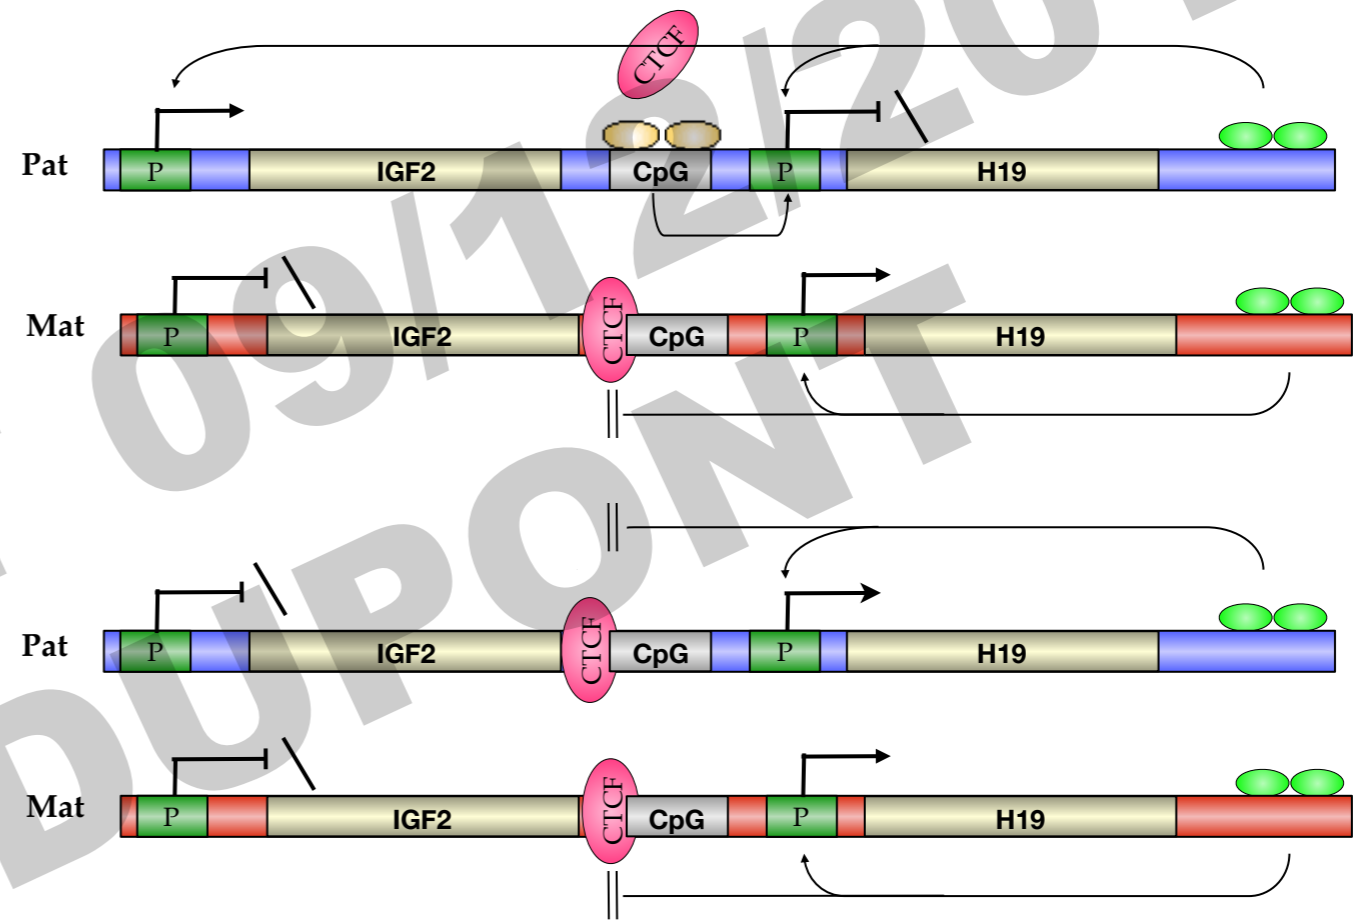 CTCF
Pat P IGF2 CpG P H19
Mat P IGF2 CTCF CpG P H19
Pat P IGF2 CTCF CpG P H19
Mat P IGF2 CTCF CpG P H19
09/12/20
DUPONT